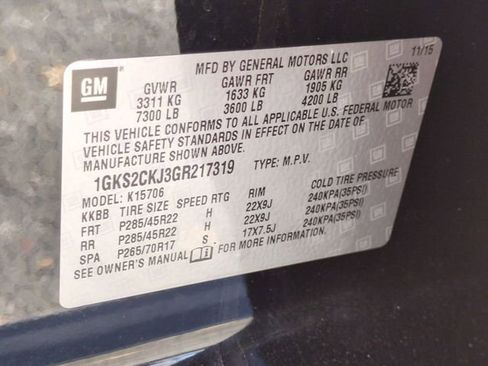 GM
MFD BY GENERAL MOTORS LLC
11/15
GVWR GAWR FRT GAWR RR
3311 KG 1633 KG 1905 KG
7300 LB 3600 LB 4200 LB
THIS VEHICLE CONFORMS TO ALL APPLICABLE U.S. FEDERAL MOTOR
VEHICLE SAFETY STANDARDS IN EFFECT ON THE DATE OF
MANUFACTURE SHOWN ABOVE.
1GKS2CKJ3GR217319 TYPE: M.P.V.
MODEL: K15706
KKBB TIRE SIZE SPEED RTG RIM COLD TIRE PRESSURE
FRT P285/45R22 H 22X9J 240KPA(35PSI)
RR P285/45R22 H 22X9J 240KPA(35PSI)
SPA P265/70R17 S 17X7.5J 240KPA(35PSI)
SEE OWNER'S MANUAL FOR MORE INFORMATION.